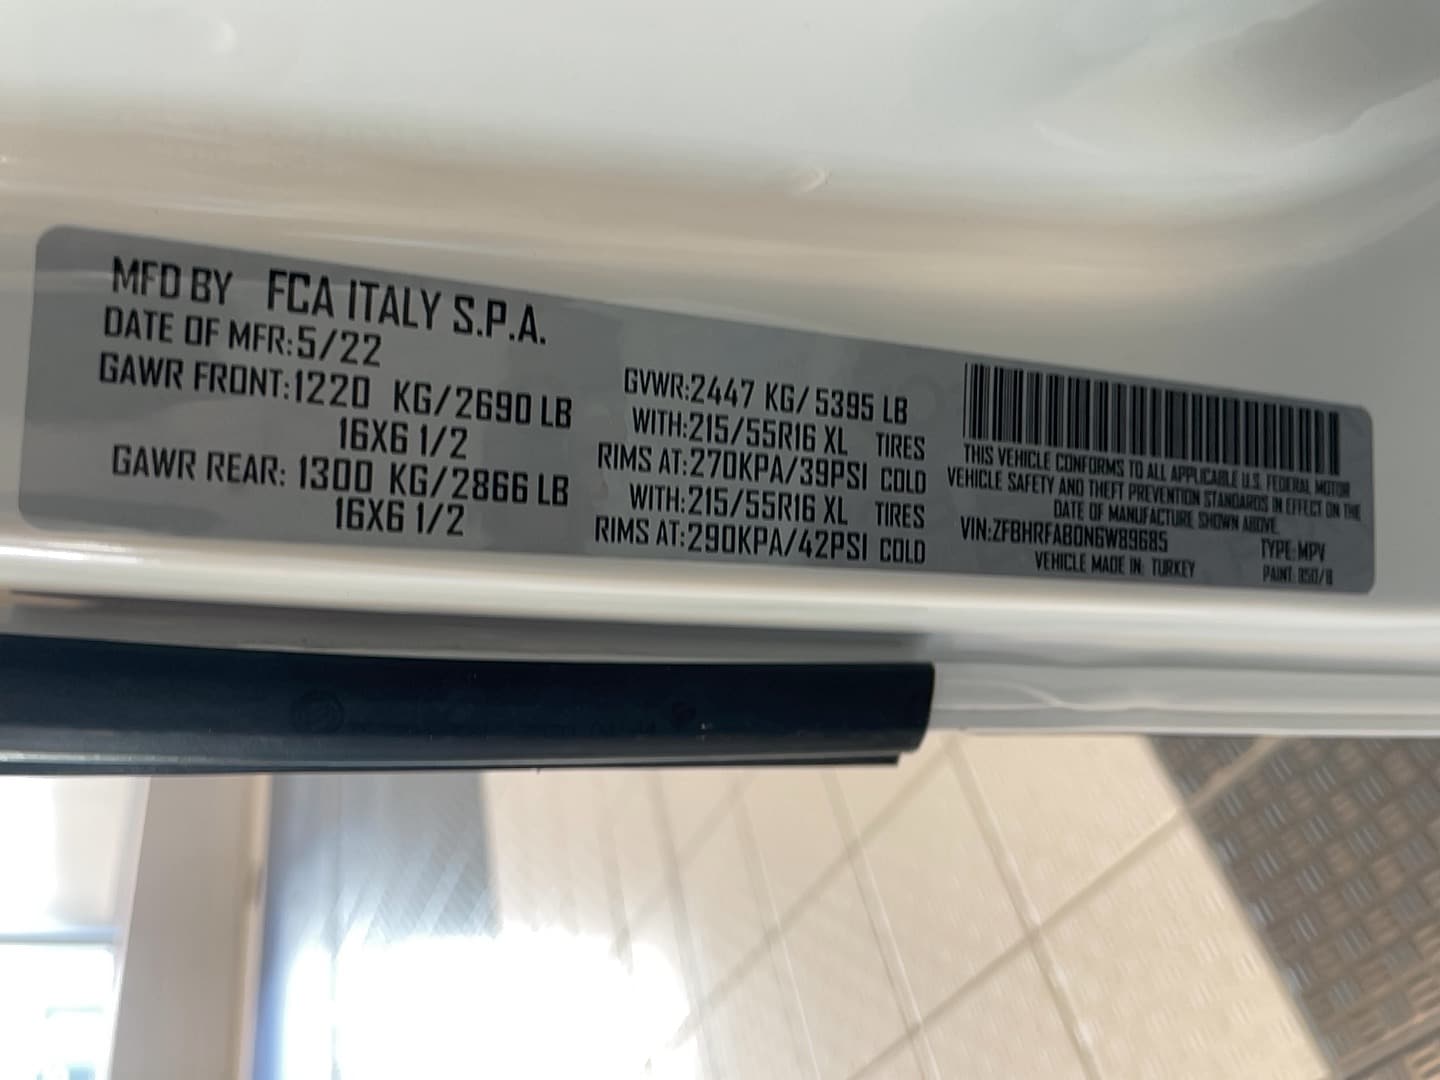 MFD BY FCA ITALY S.P.A.
DATE OF MFR:5/22
GAWR FRONT:1220 KG/2690 LB
16X6 1/2
GAWR REAR: 1300 KG/2866 LB
16X6 1/2
GVWR:2447 KG/5395 LB
WITH:215/55R16 XL TIRES
RIMS AT:270KPA/39PSI COLD
WITH:215/55R16 XL TIRES
RIMS AT:290KPA/42PSI COLD
THIS VEHICLE CONFORMS TO ALL APPLICABLE U.S. FEDERAL MOTOR
VEHICLE SAFETY AND THEFT PREVENTION STANDARDS IN EFFECT ON THE
DATE OF MANUFACTURE SHOWN ABOVE.
VIN:ZFBHRFAB0N6W89685 TYPE: MPV
VEHICLE MADE IN: TURKEY PAINT: